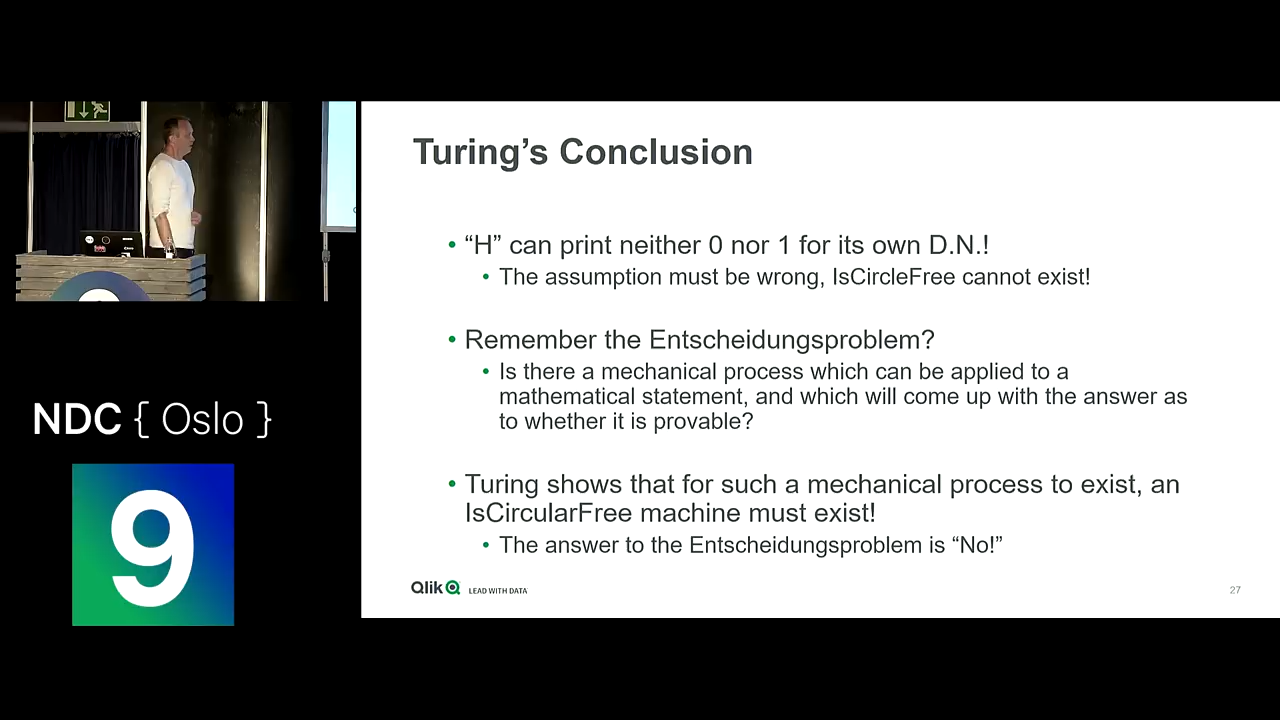 Turing’s Conclusion
• “H” can print neither 0 nor 1 for its own D.N.!
• The assumption must be wrong, IsCircleFree cannot exist!
• Remember the Entscheidungsproblem?
• Is there a mechanical process which can be applied to a
mathematical statement, and which will come up with the answer as
to whether it is provable?
• Turing shows that for such a mechanical process to exist, an
IsCircularFree machine must exist!
• The answer to the Entscheidungsproblem is “No!”
Qlik LEAD WITH DATA
27
NDC { Oslo }
9